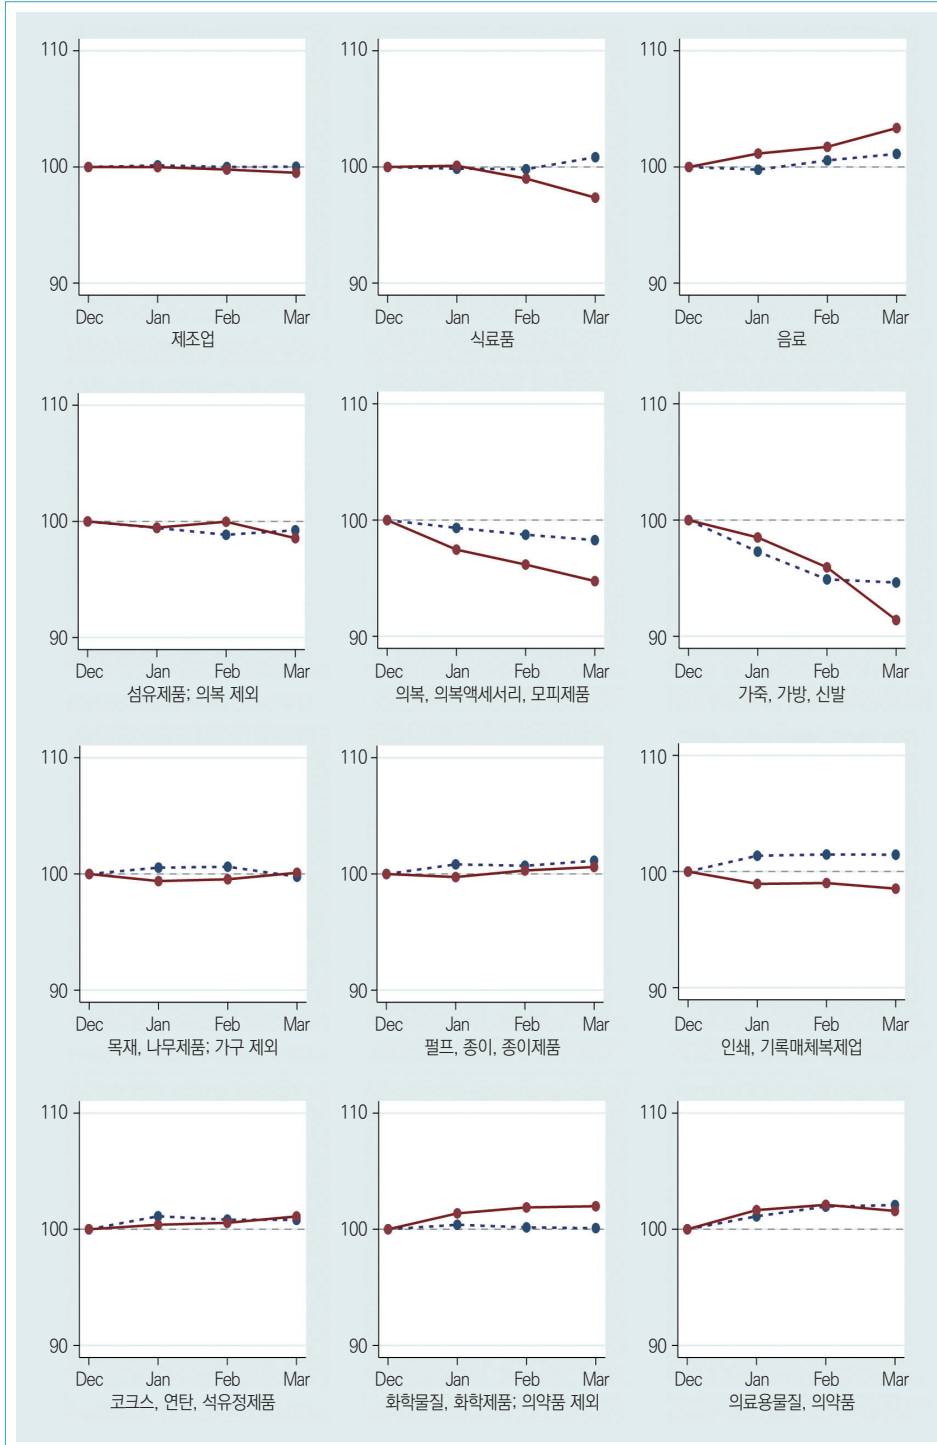 110 110 110
100 100 100
90 90 90
Dec Jan Feb Mar Dec Jan Feb Mar Dec Jan Feb Mar
제조업 식료품 음료
110 110 110
100 100 100
90 90 90
Dec Jan Feb Mar Dec Jan Feb Mar Dec Jan Feb Mar
섬유제품; 의복 제외 의복, 의복액세서리, 모피제품 가죽, 가방, 신발
110 110 110
100 100 100
90 90 90
Dec Jan Feb Mar Dec Jan Feb Mar Dec Jan Feb Mar
목재, 나무제품; 가구 제외 펄프, 종이, 종이제품 인쇄, 기록매체복제업
110 110 110
100 100 100
90 90 90
Dec Jan Feb Mar Dec Jan Feb Mar Dec Jan Feb Mar
코크스, 연탄, 석유정제품 화학물질, 화학제품; 의약품 제외 의료용물질, 의약품